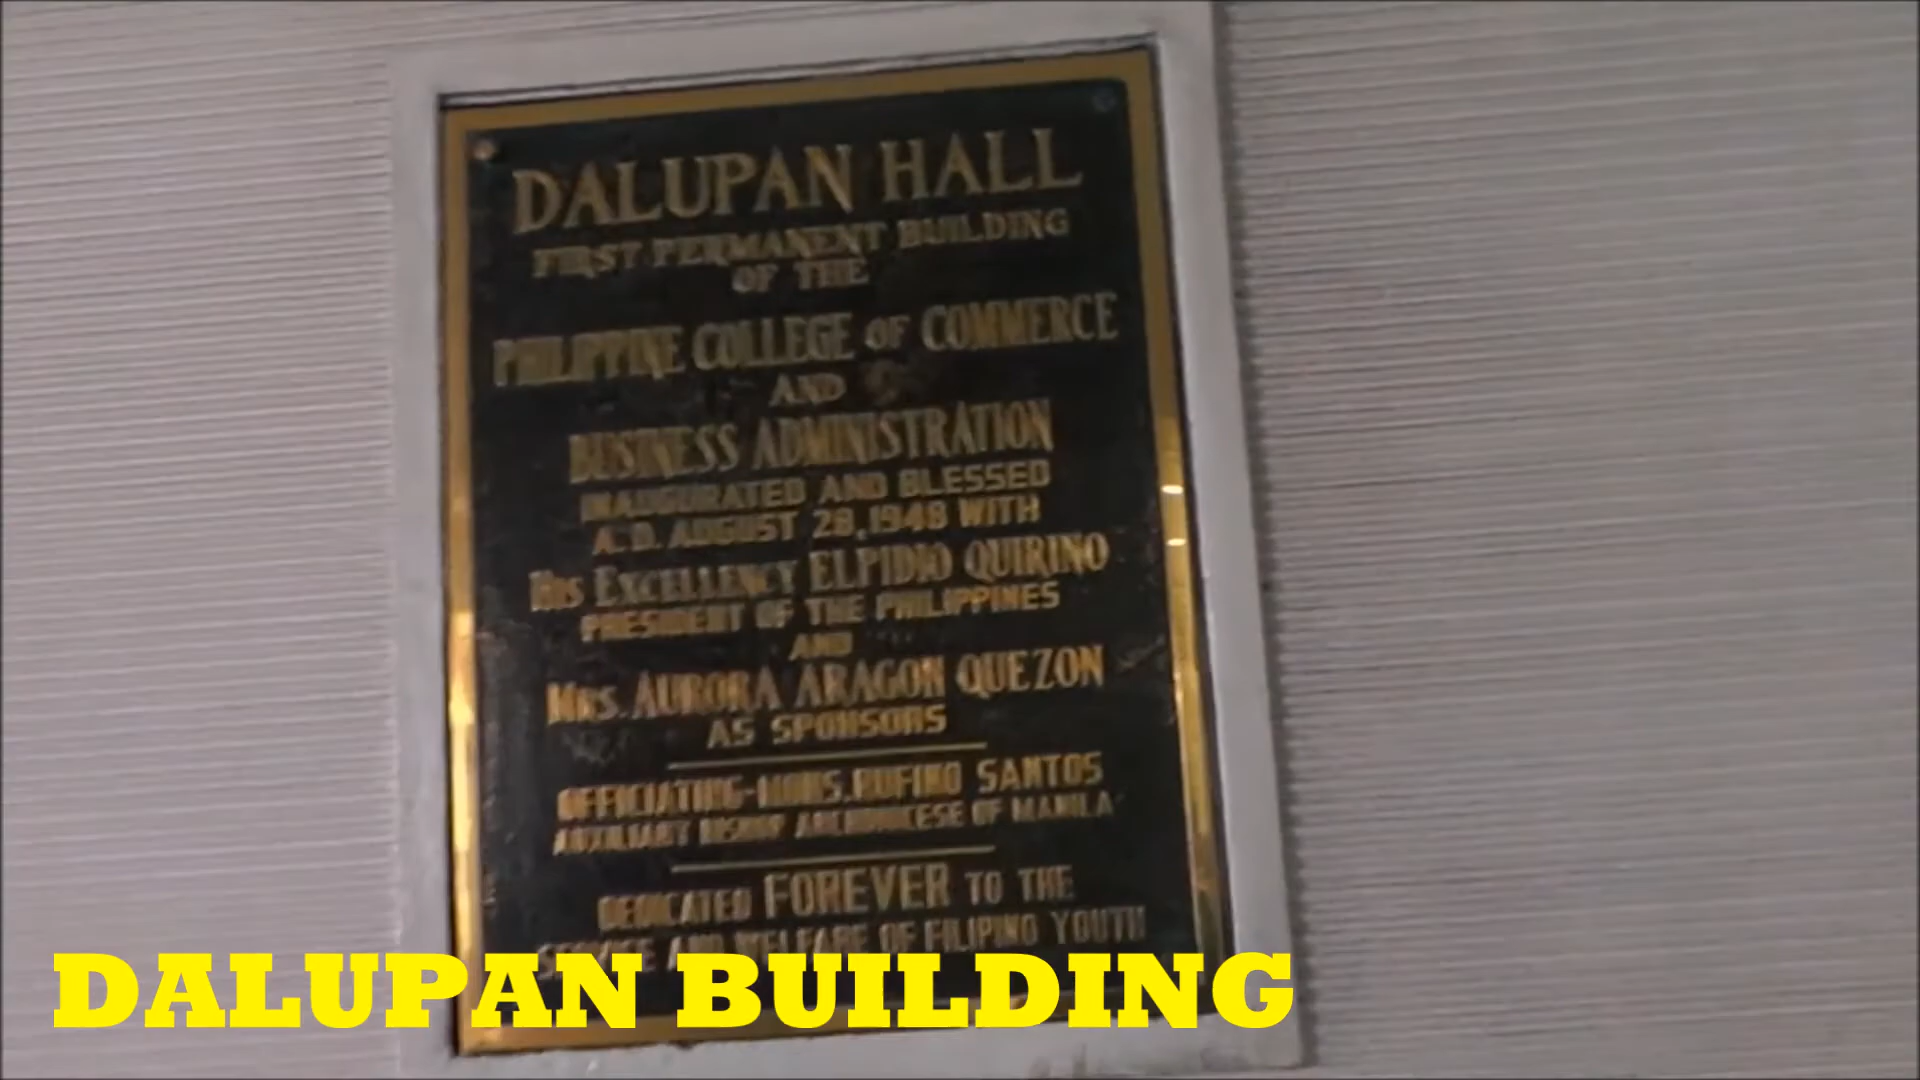 DALUPAN HALL
FIRST PERMANENT BUILDING
OF THE
PHILIPPINE COLLEGE OF COMMERCE
AND
BUSINESS ADMINISTRATION
INAUGURATED AND BLESSED
A.D. AUGUST 28, 1948 WITH
HIS EXCELLENCY ELPIDIO QUIRINO
PRESIDENT OF THE PHILIPPINES
AND
MRS. AURORA ARAGON QUEZON
AS SPONSORS
OFFICIATING-MONS. RUFINO SANTOS
AUXILIARY BISHOP ARCHDIOCESE OF MANILA
DEDICATED FOREVER TO THE
SERVICE AND WELFARE OF FILIPINO YOUTH
DALUPAN BUILDING